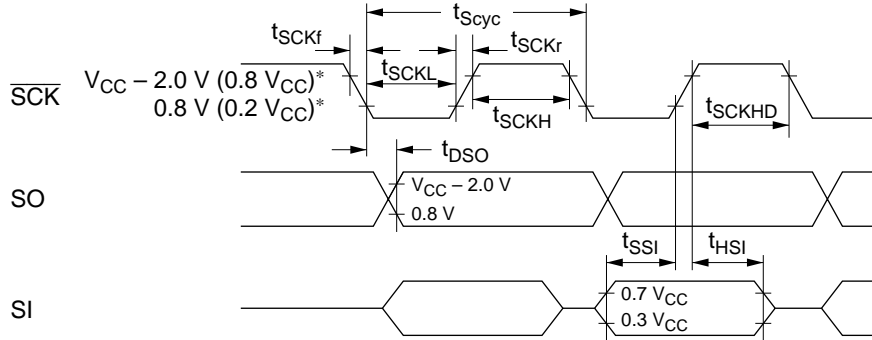 tScyc
tSCKf
tSCKr
SCK
VCC – 2.0 V (0.8 VCC)*
0.8 V (0.2 VCC)*
tSCKL
tSCKH
tSCKHD
tDSO
SO
VCC – 2.0 V
0.8 V
tSSI
tHSI
SI
0.7 VCC
0.3 VCC